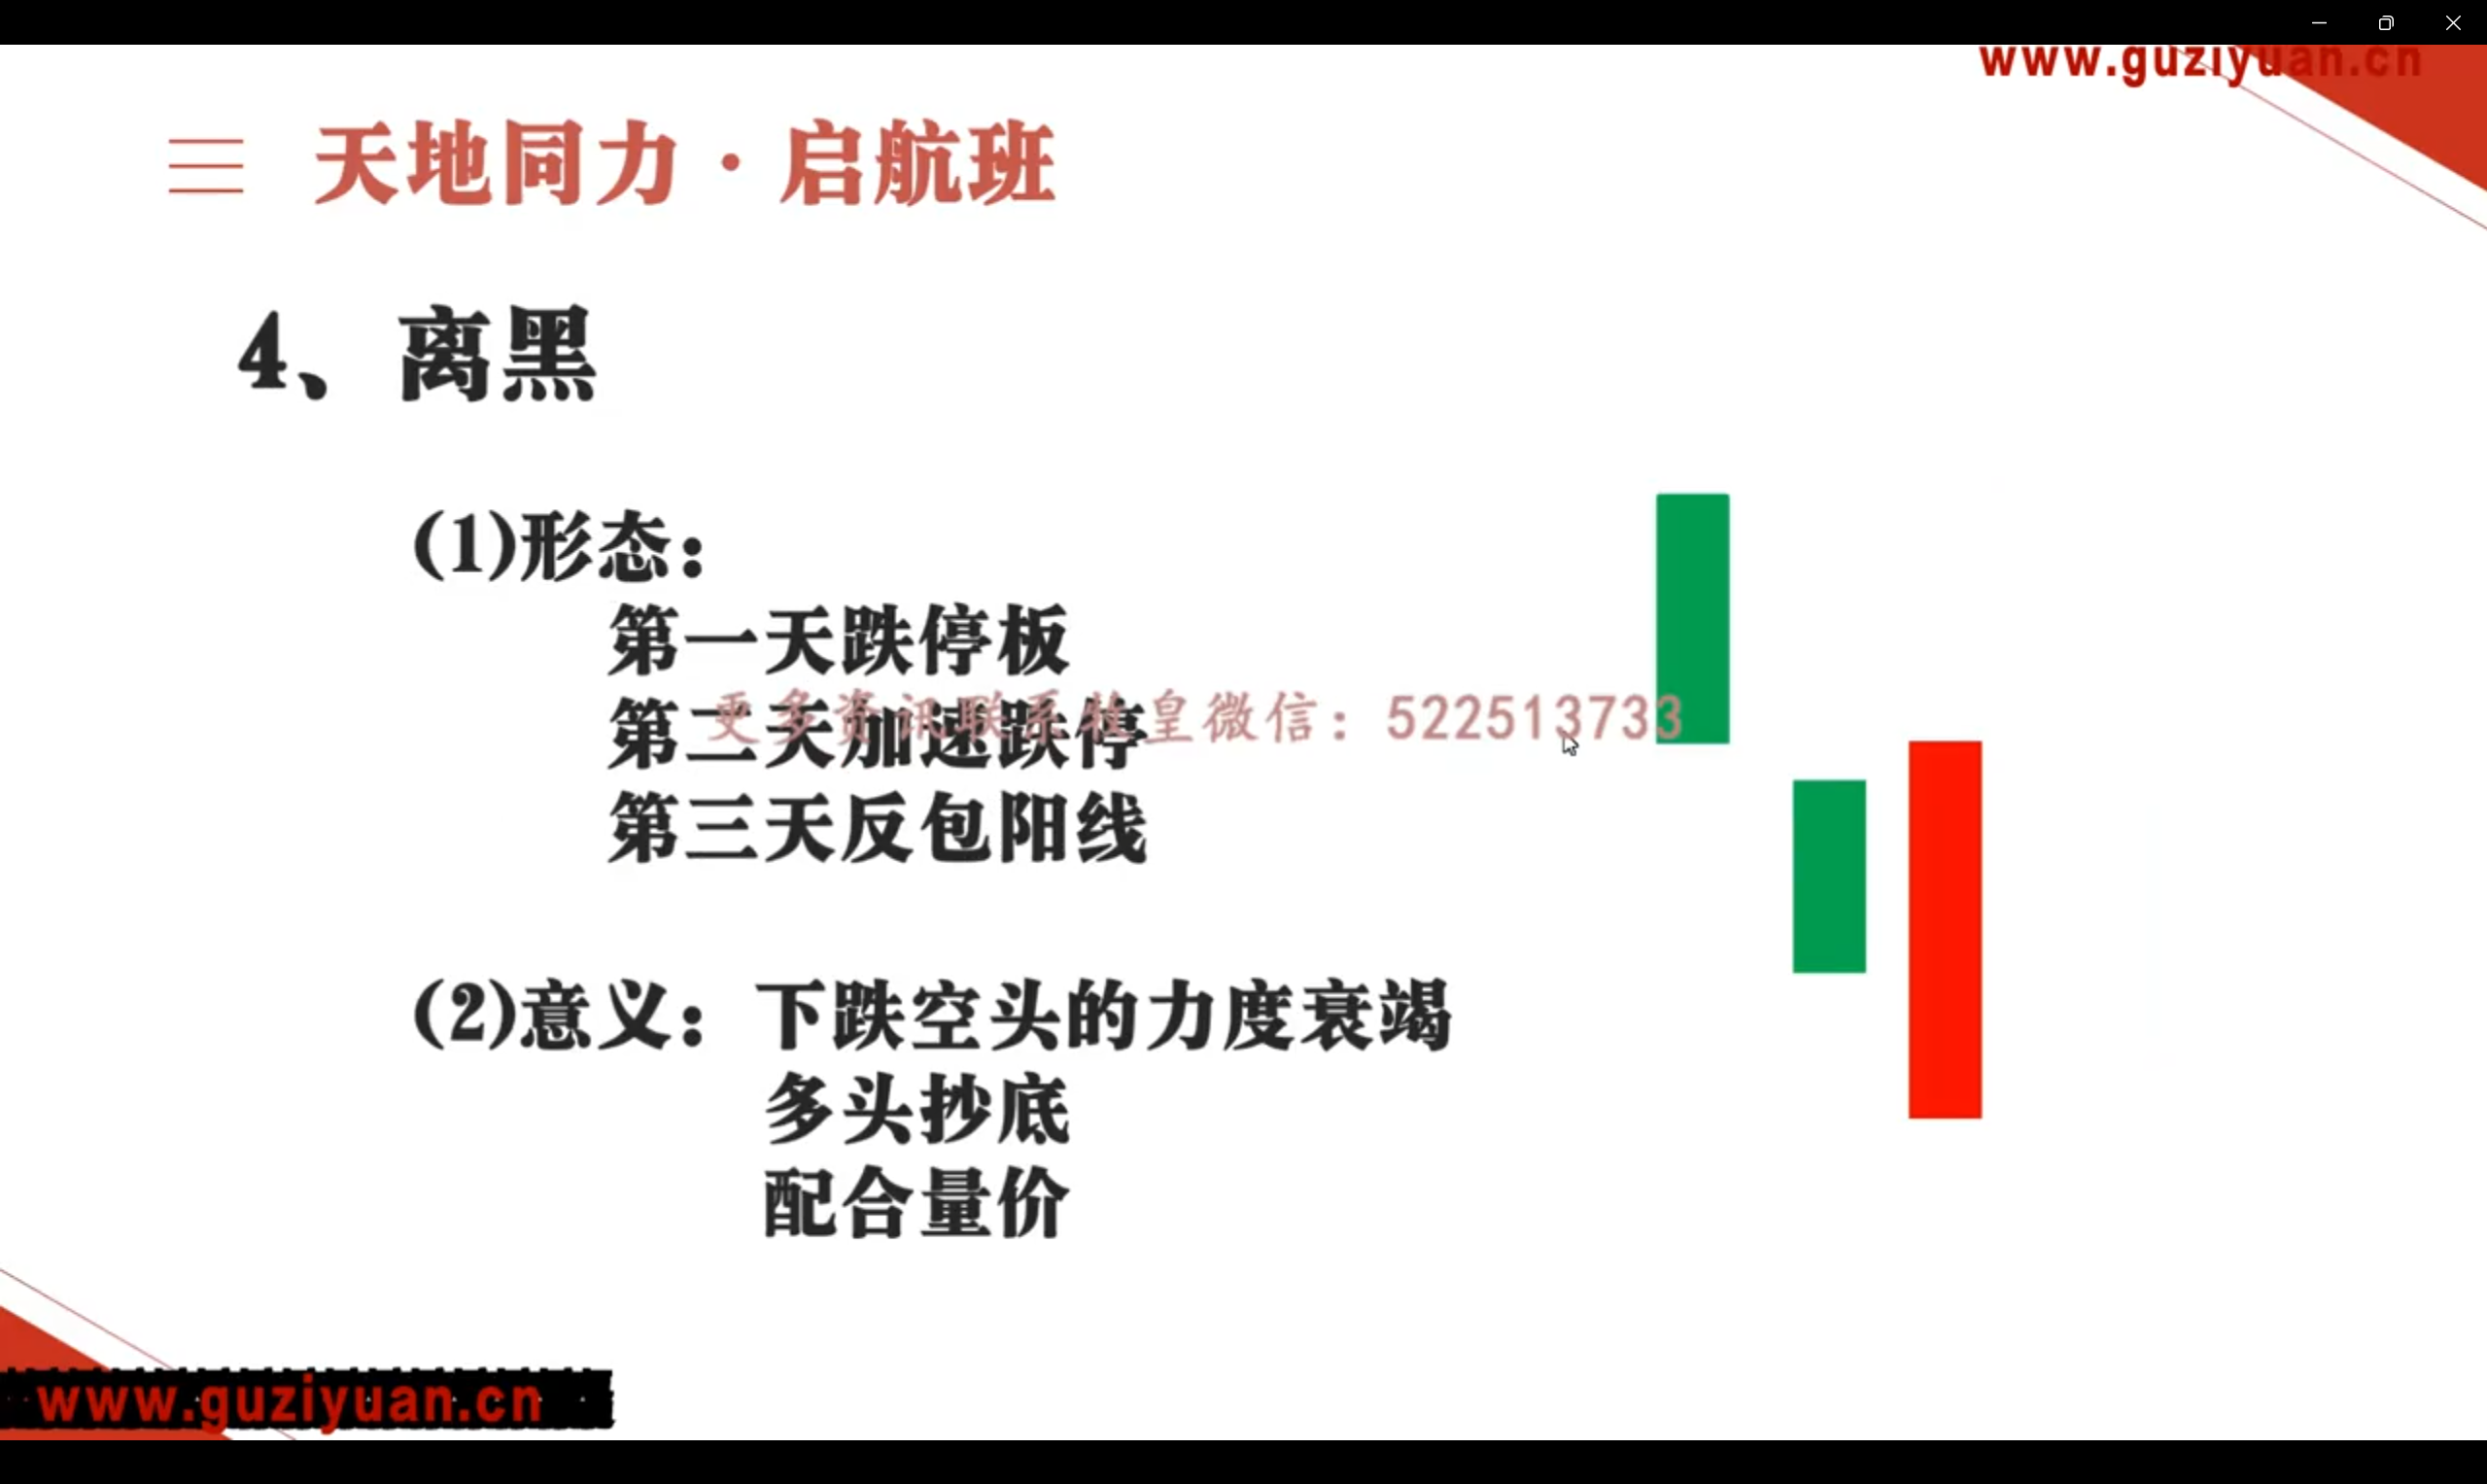 www.guziyuan.cn
天地同力·启航班
4、离黑
(1)形态：
第一天跌停板
更多资讯联系牧皇微信：522513733
第二天加速跌停
第三天反包阳线
(2)意义：下跌空头的力度衰竭
多头抄底
配合量价
www.guziyuan.cn